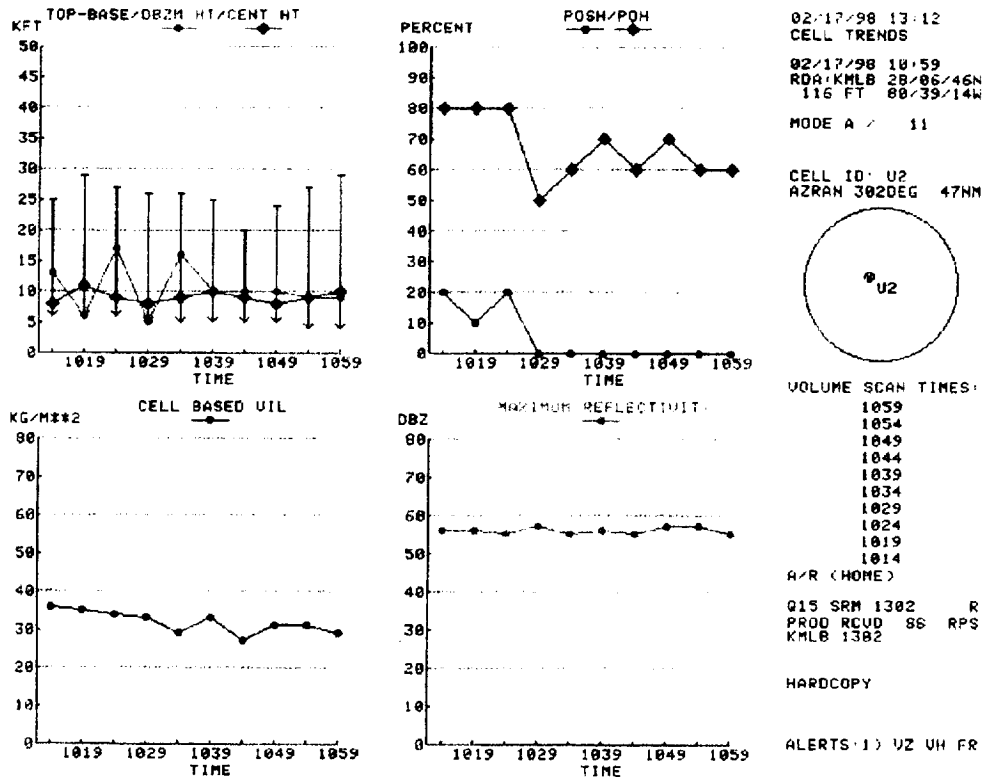 TOP-BASE/DBZM HT/CENT HT
KFT
50
45
40
35
30
25
20
15
10
5
0
1019 1029 1039 1049 1059
TIME
POSH/POH
PERCENT
100
90
80
70
60
50
40
30
20
10
0
1019 1029 1039 1049 1059
TIME
CELL BASED VIL
KG/M**2
80
70
60
50
40
30
20
10
0
1019 1029 1039 1049 1059
TIME
MAXIMUM REFLECTIVIT
DBZ
80
70
60
50
40
30
20
10
0
1019 1029 1039 1049 1059
TIME
02/17/98 13:12
CELL TRENDS
02/17/98 10:59
RDA:KMLB 28/06/46N
116 FT 80/39/14W
MODE A / 11
CELL ID: U2
AZRAN 302DEG 47NM
U2
VOLUME SCAN TIMES:
1059
1054
1049
1044
1039
1034
1029
1024
1019
1014
A/R (HOME)
Q15 SRM 1302 R
PROD RCVD SS RPS
KMLB 1302
HARDCOPY
ALERTS:1) VZ VH FR